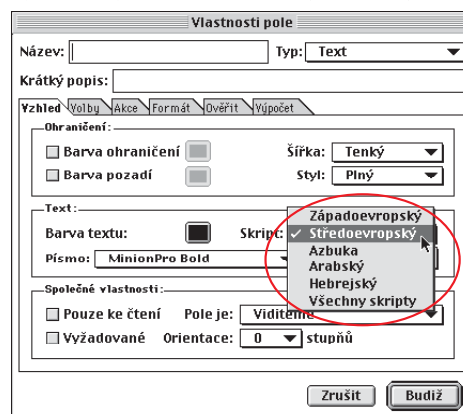 Vlastnosti pole
Název: Typ: Text
Krátký popis:
Vzhled Volby Akce Formát Ověřit Výpočet
Ohraničení:
Barva ohraničení Šířka: Tenký
Barva pozadí Styl: Plný
Text:
Západoevropský
Barva textu: Skript: ✓ Středoevropský
Azbuka
Písmo: MinionPro Bold Arabský
Hebrejský
Společné vlastnosti:
Všechny skripty
Pouze ke čtení Pole je: Viditelné
Vyžadované Orientace: 0 stupňů
Zrušit Budiž